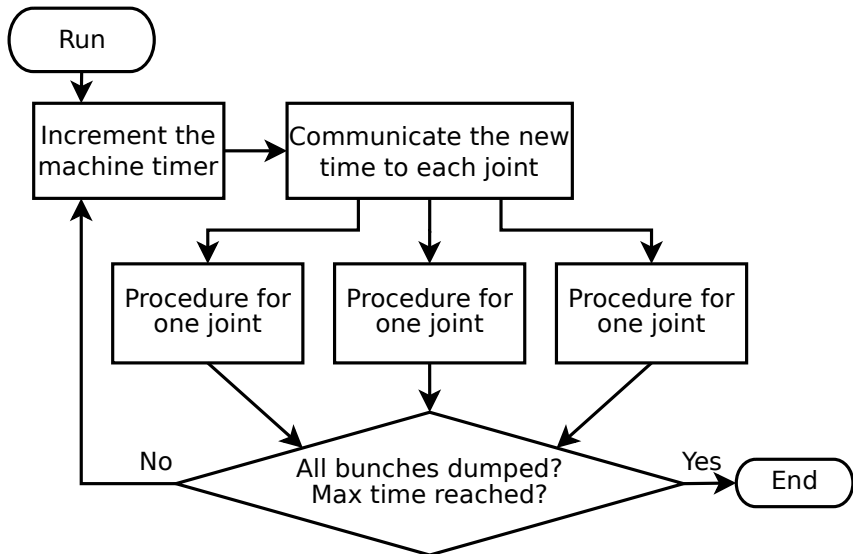 Run
Increment the
machine timer
Communicate the new
time to each joint
Procedure for
one joint
Procedure for
one joint
Procedure for
one joint
No
All bunches dumped?
Max time reached?
Yes
End